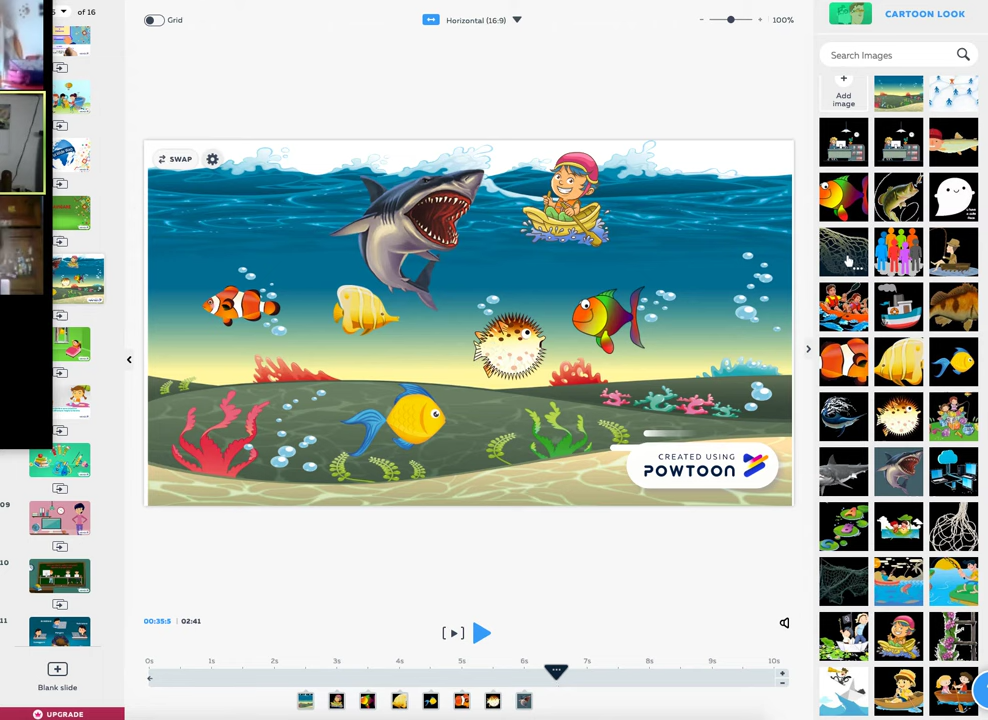 of 16
Grid
Horizontal (16:9)
100%
CARTOON LOOK
Search Images
Add
image
SWAP
CREATED USING
POWTOON
09
10
11
00:35:5 | 02:41
0s 1s 2s 3s 4s 5s 6s 7s 8s 9s 10s
Blank slide
UPGRADE